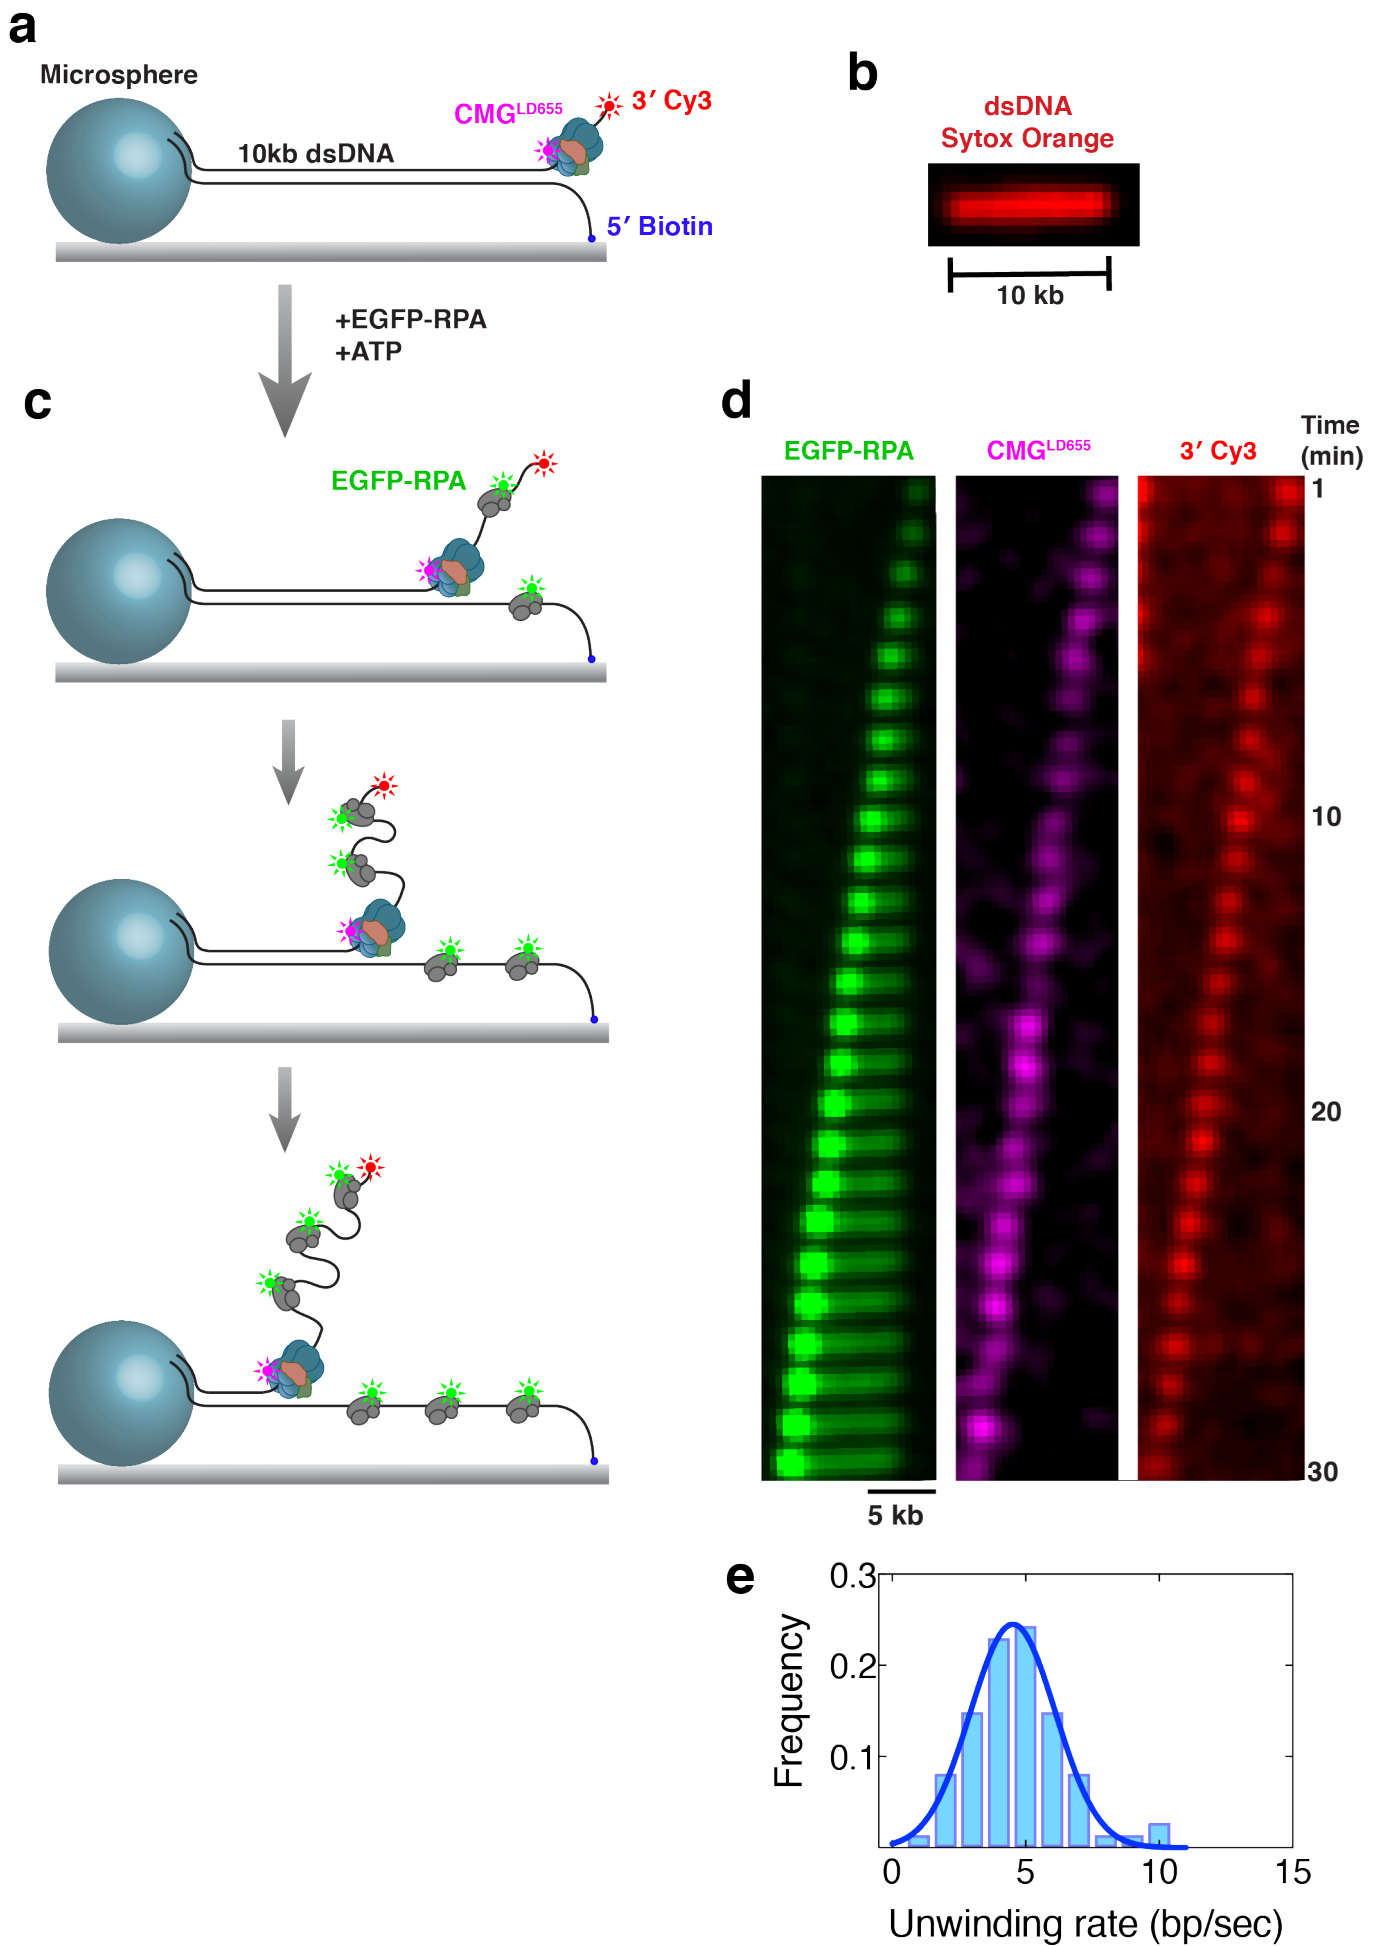 a
Microsphere
CMGLD655
3′ Cy3
10kb dsDNA
5′ Biotin
+EGFP-RPA
+ATP
b
dsDNA
Sytox Orange
10 kb
c
EGFP-RPA
d
EGFP-RPA
CMGLD655
3′ Cy3
Time
(min)
1
10
20
30
5 kb
e
0.3
0.2
0.1
Frequency
0 5 10 15
Unwinding rate (bp/sec)